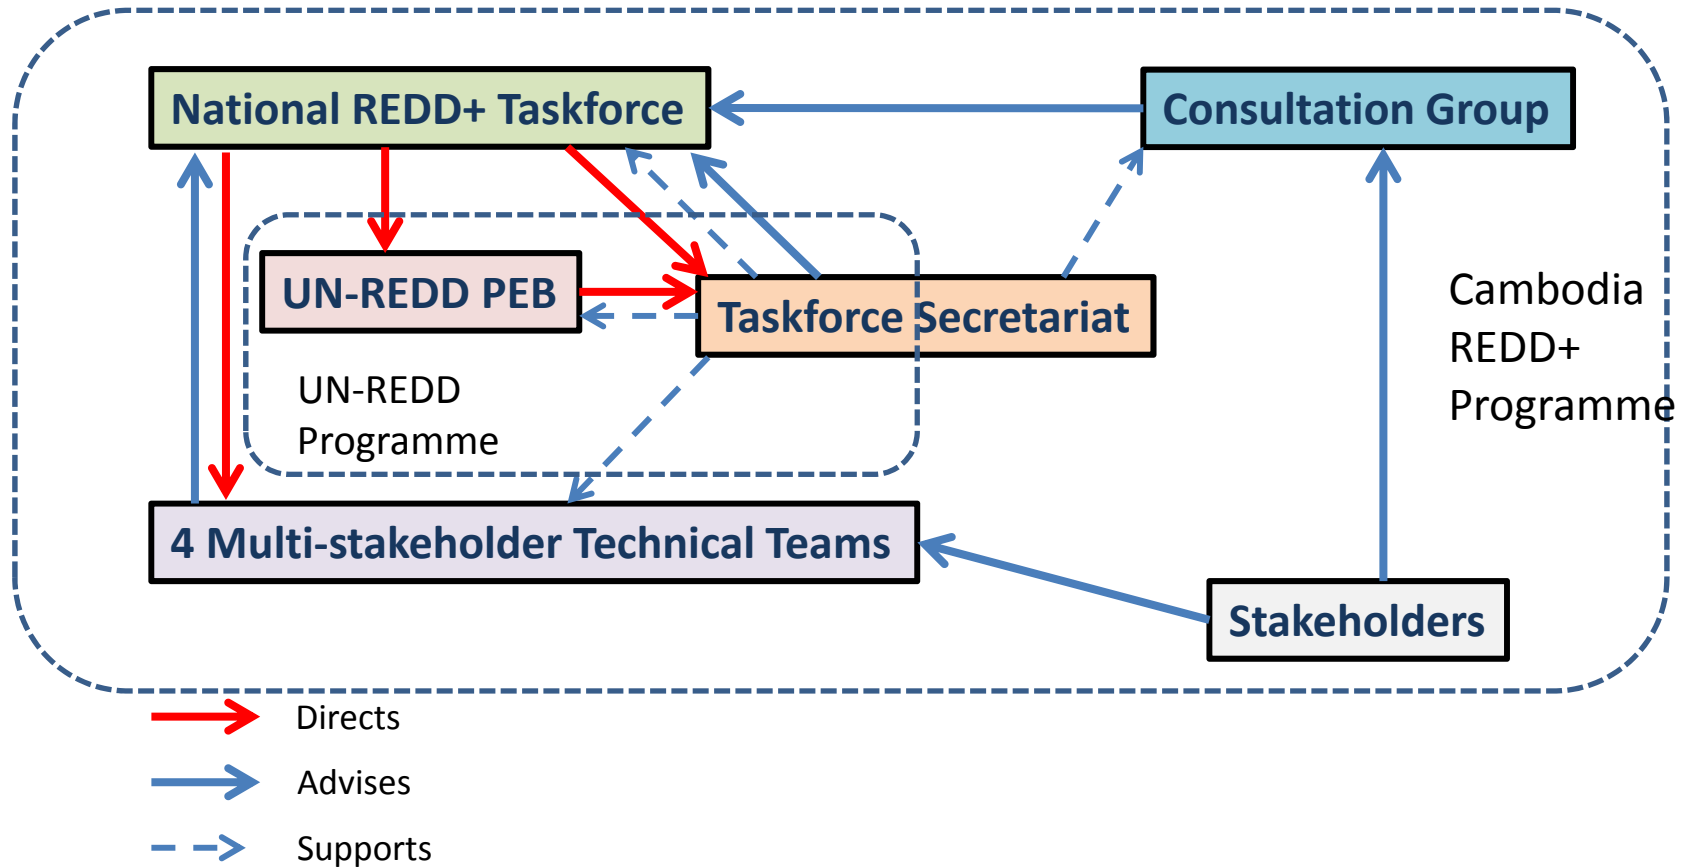 National REDD+ Taskforce
Consultation Group
UN-REDD PEB
Taskforce Secretariat
Cambodia
REDD+
Programme
UN-REDD
Programme
4 Multi-stakeholder Technical Teams
Stakeholders
Directs
Advises
Supports